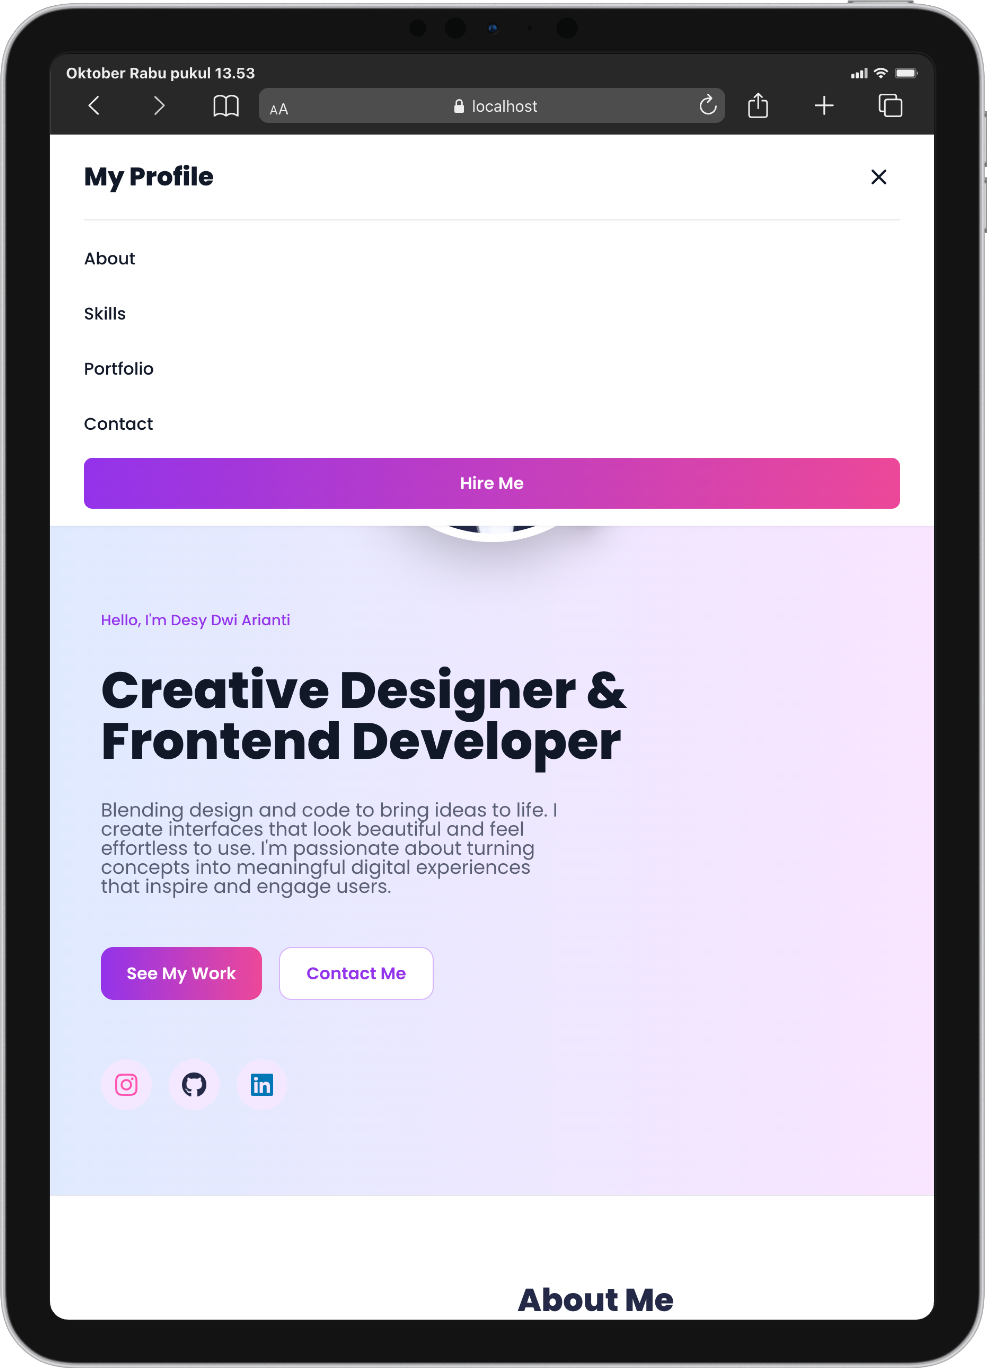 Oktober Rabu pukul 13.53
AA
localhost
My Profile
About
Skills
Portfolio
Contact
Hire Me
Hello, I'm Desy Dwi Arianti
Creative Designer &
Frontend Developer
Blending design and code to bring ideas to life. I
create interfaces that look beautiful and feel
effortless to use. I'm passionate about turning
concepts into meaningful digital experiences
that inspire and engage users.
See My Work
Contact Me
in
About Me